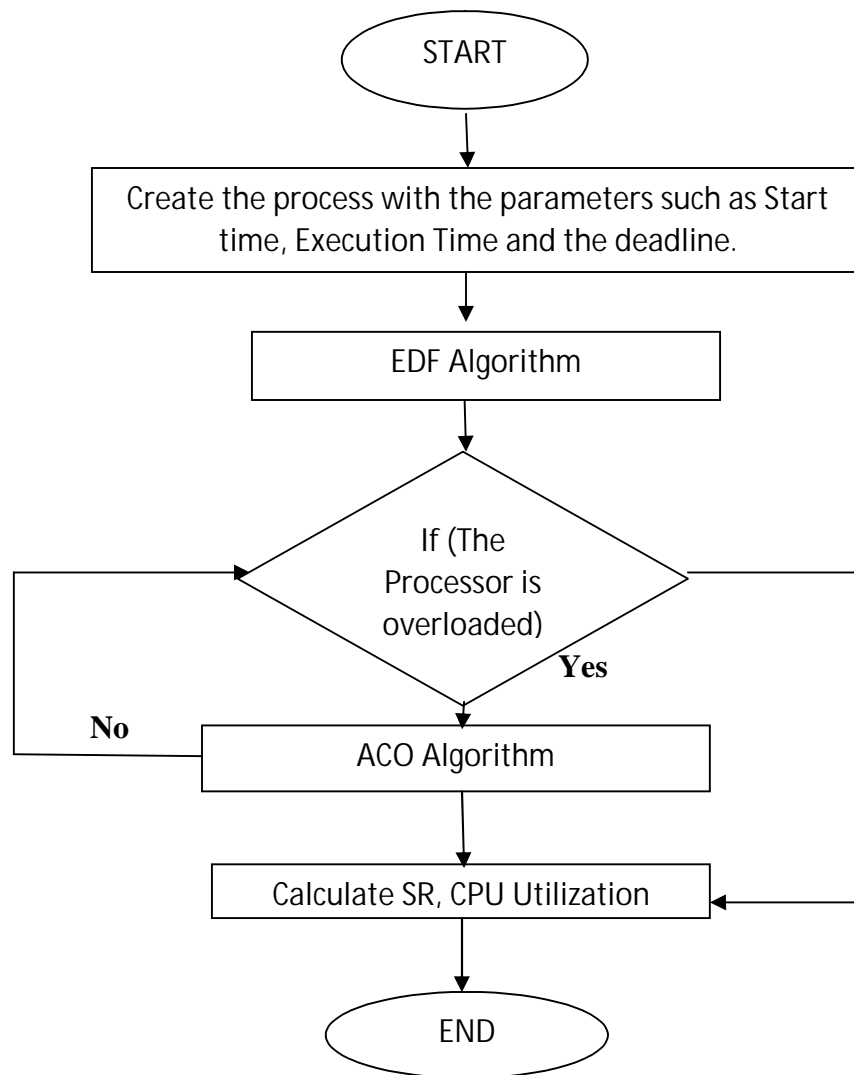 START
Create the process with the parameters such as Start
time, Execution Time and the deadline.
EDF Algorithm
If (The
Processor is
overloaded)
Yes
No
ACO Algorithm
Calculate SR, CPU Utilization
END